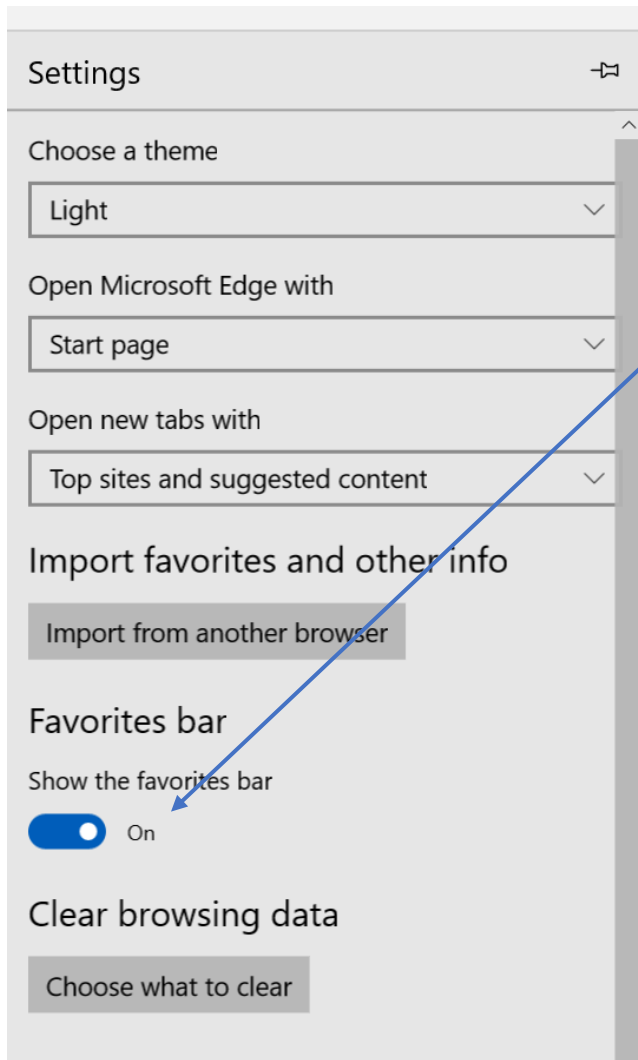 Settings
Choose a theme
Light
Open Microsoft Edge with
Start page
Open new tabs with
Top sites and suggested content
Import favorites and other info
Import from another browser
Favorites bar
Show the favorites bar
On
Clear browsing data
Choose what to clear